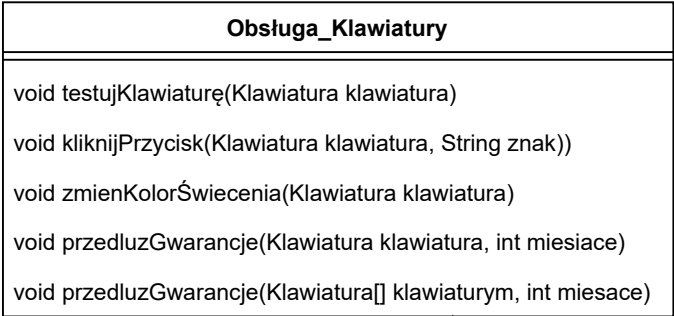 Obsługa_Klawiatury
void testujKlawiaturę(Klawiatura klawiatura)
void kliknijPrzycisk(Klawiatura klawiatura, String znak))
void zmienKolorŚwiecenia(Klawiatura klawiatura)
void przedluzGwarancje(Klawiatura klawiatura, int miesiace)
void przedluzGwarancje(Klawiatura[] klawiaturym, int miesace)